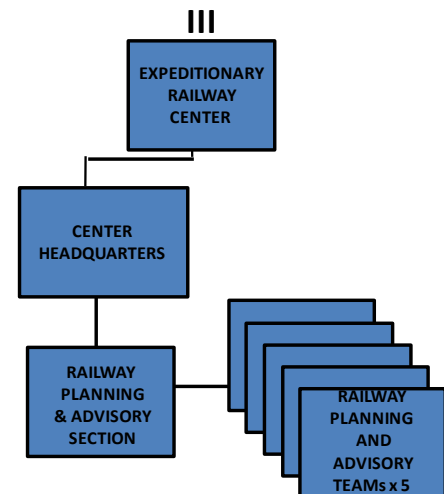 III
EXPEDITIONARY
RAILWAY
CENTER
CENTER
HEADQUARTERS
RAILWAY
PLANNING
& ADVISORY
SECTION
RAILWAY
PLANNING
AND
ADVISORY
TEAMs x 5